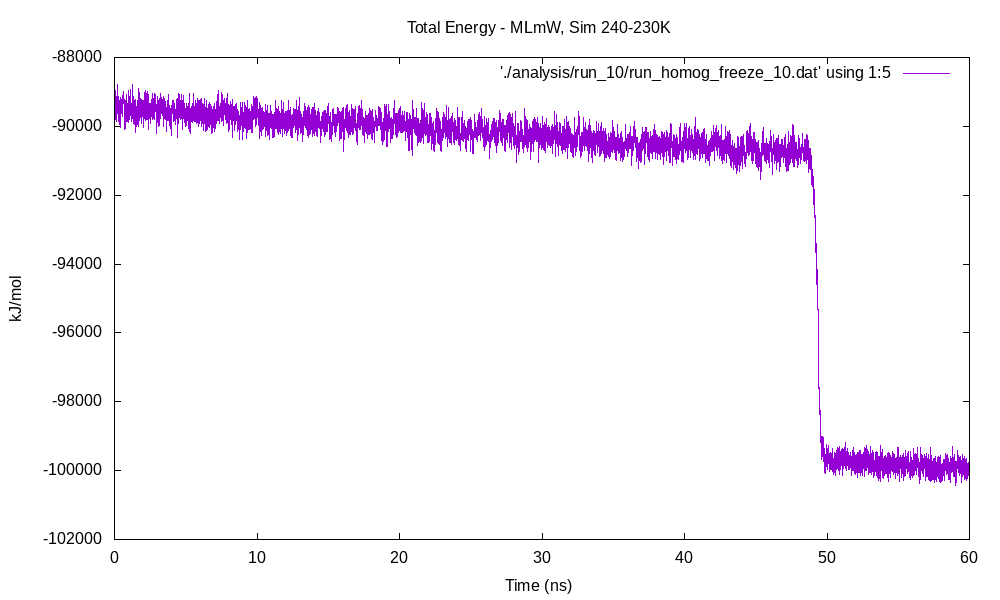 Total Energy - MLmW, Sim 240-230K
'./analysis/run_10/run_homog_freeze_10.dat' using 1:5
-88000
-90000
-92000
-94000
-96000
-98000
-100000
-102000
kJ/mol
0 10 20 30 40 50 60
Time (ns)